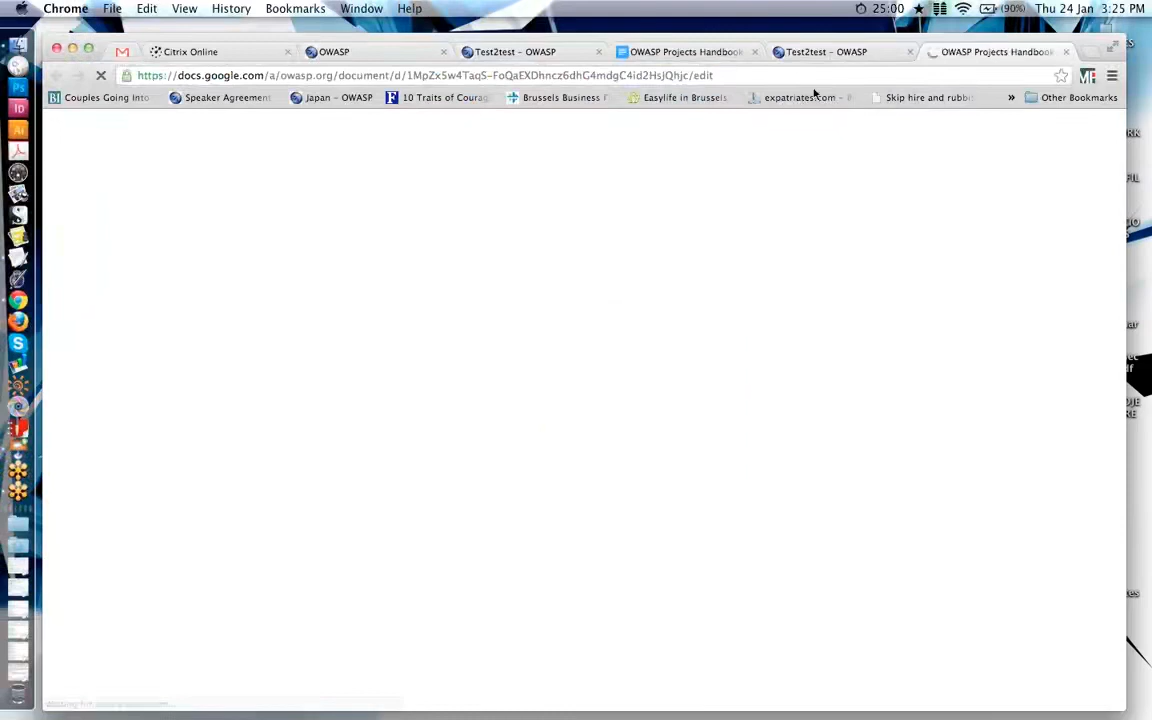 Chrome File Edit View History Bookmarks Window Help 25:00 (90%) Thu 24 Jan 3:25 PM
Citrix Online OWASP Test2test - OWASP OWASP Projects Handbook Test2test - OWASP OWASP Projects Handbook
https://docs.google.com/a/owasp.org/document/d/1MpZx5w4TaqS-FoQaEXDhncz6dhG4mdgC4id2HsJQhjc/edit
Couples Going Into Speaker Agreement Japan - OWASP 10 Traits of Courag Brussels Business F Easylife in Brussels expatriates.com - Skip hire and rubbi » Other Bookmarks